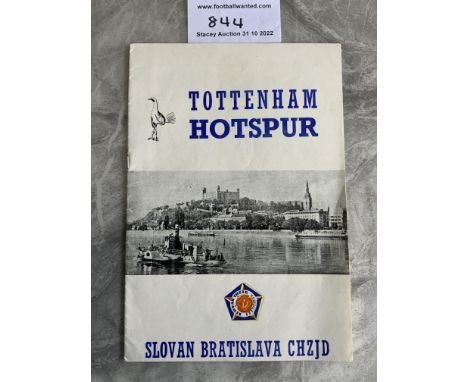 www.footballwanted.com
844
Stacey Auction 31 10 2022
TOTTENHAM
HOTSPUR
SLOVAN BRATISLAVA CHZJD